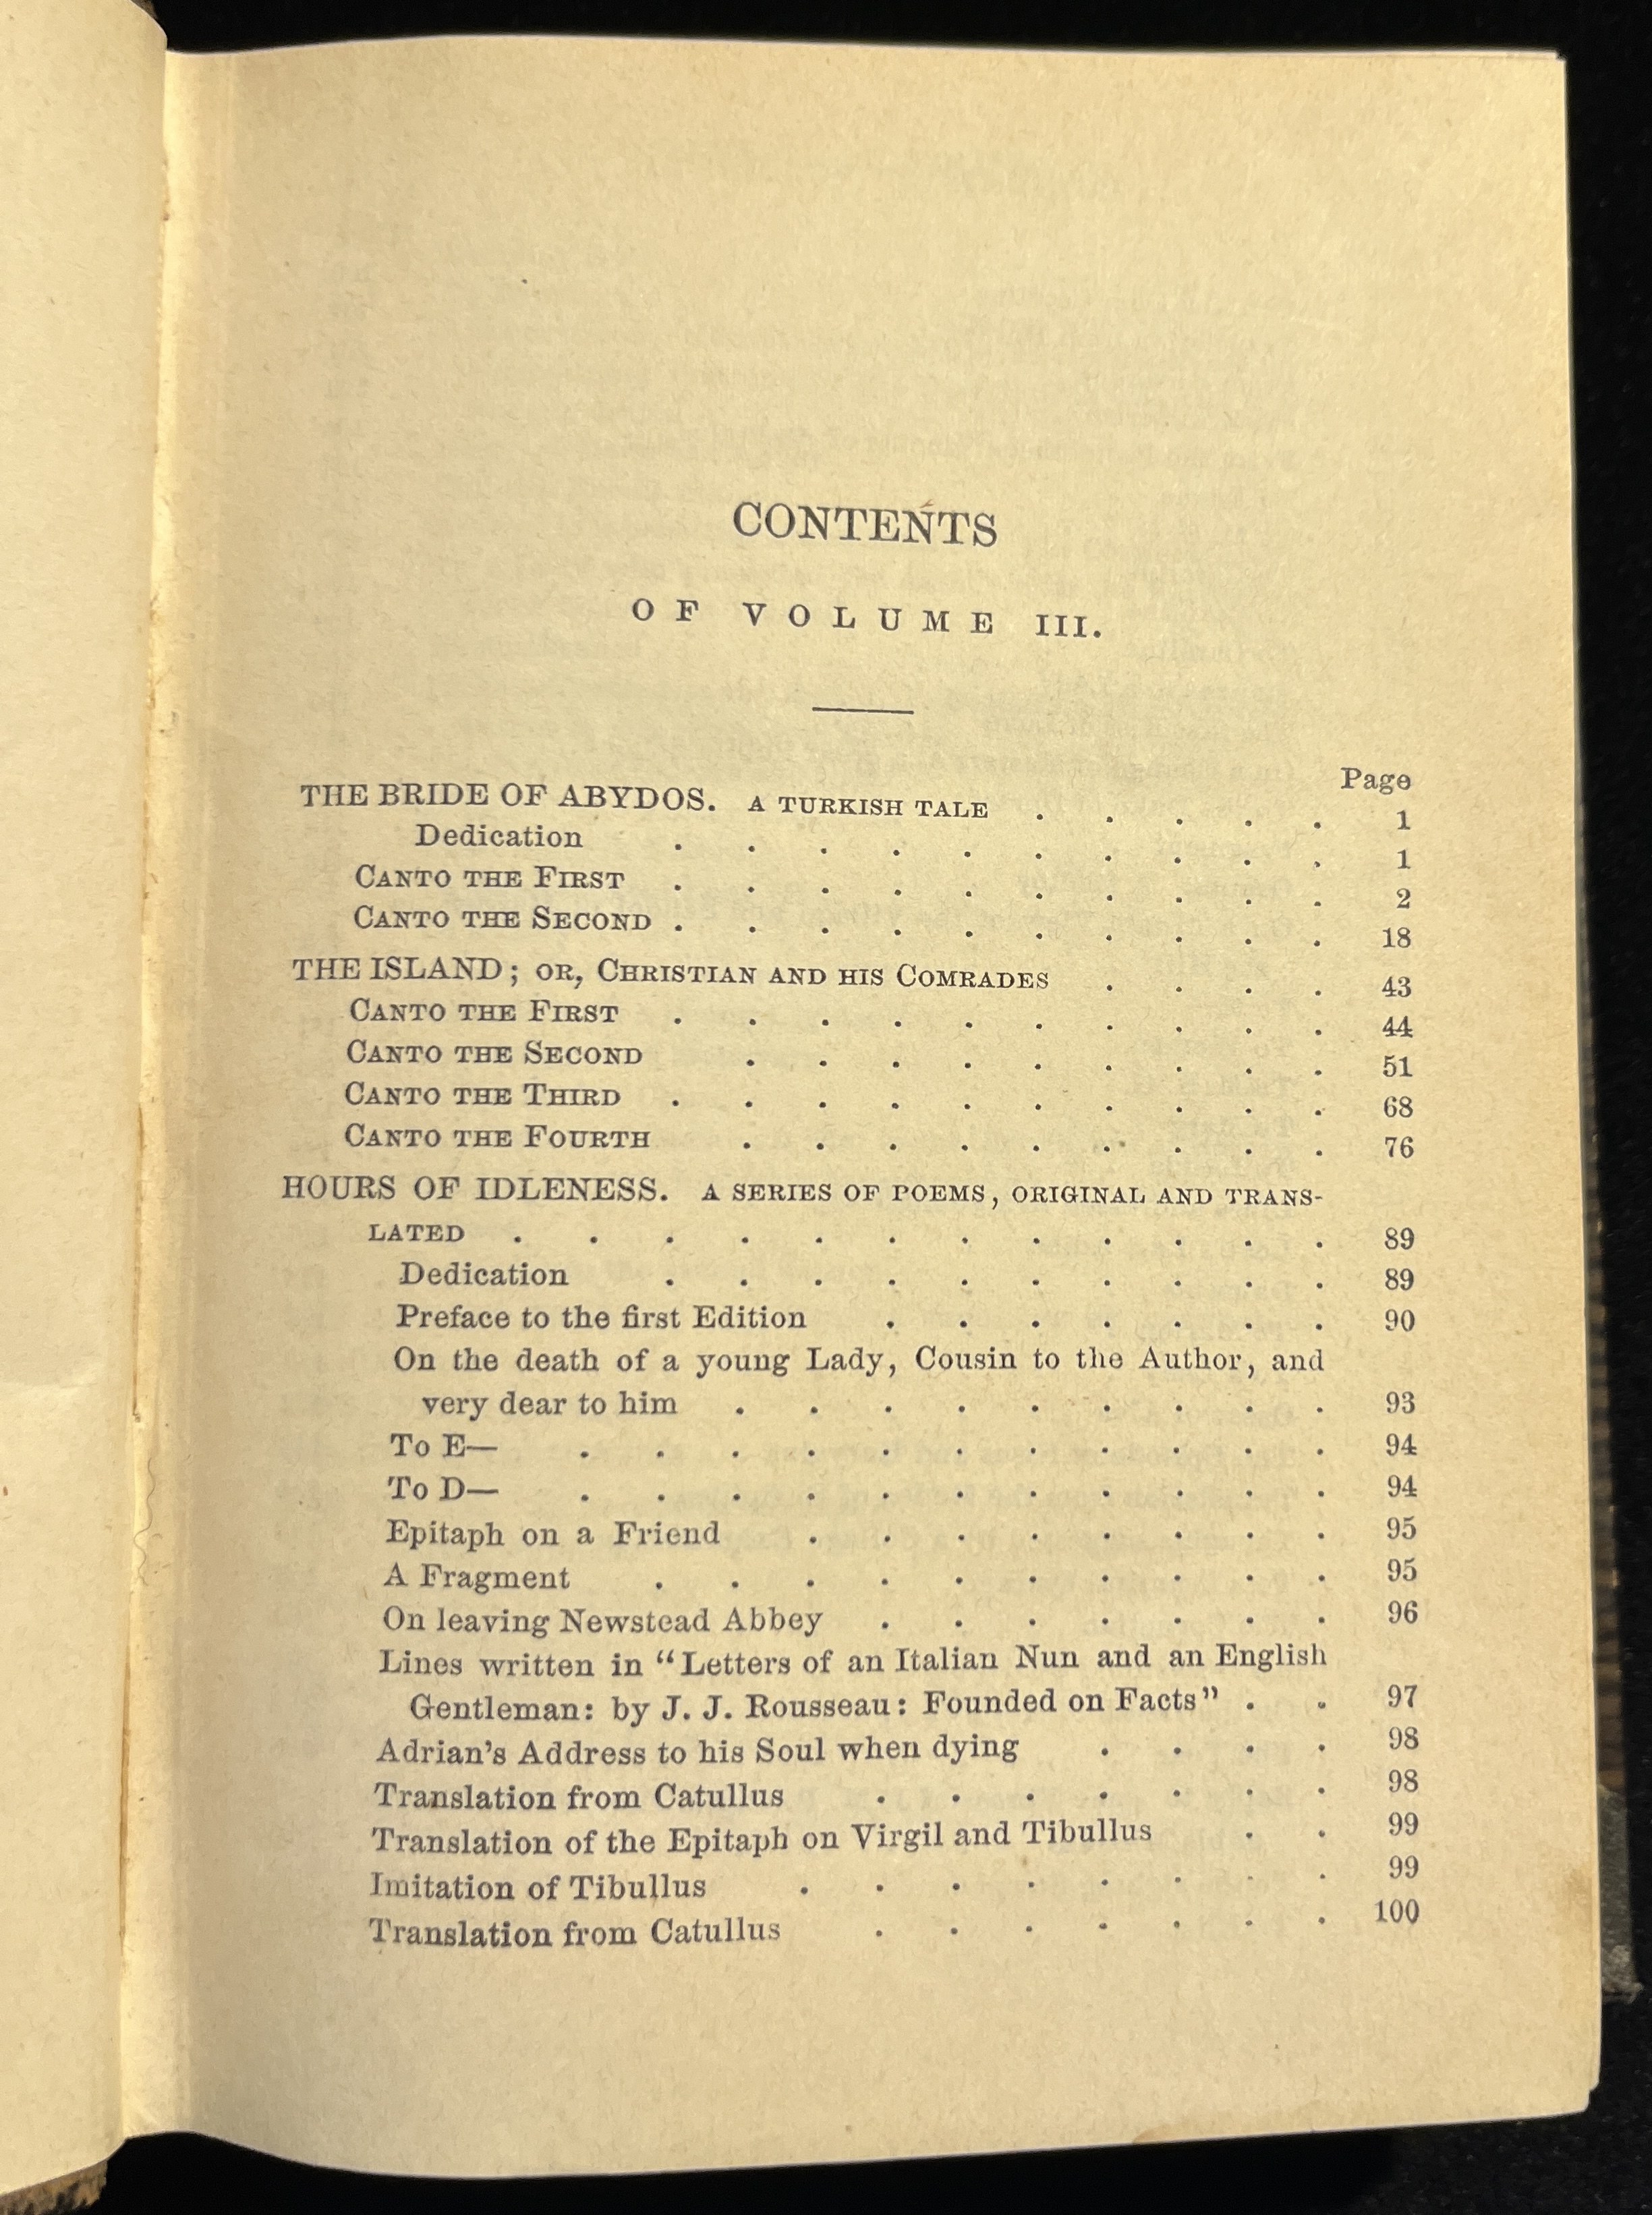 CONTENTS
OF VOLUME III.
Page
THE BRIDE OF ABYDOS. A TURKISH TALE . . . . . 1
Dedication . . . . . . . . . . 1
CANTO THE FIRST . . . . . . . . . . 2
CANTO THE SECOND . . . . . . . . . . 18
THE ISLAND; OR, CHRISTIAN AND HIS COMRADES . . . . 43
CANTO THE FIRST . . . . . . . . . . 44
CANTO THE SECOND . . . . . . . . . 51
CANTO THE THIRD . . . . . . . . . . 68
CANTO THE FOURTH . . . . . . . . . 76
HOURS OF IDLENESS. A SERIES OF POEMS, ORIGINAL AND TRANS-
LATED . . . . . . . . . . . . 89
Dedication . . . . . . . . . . 89
Preface to the first Edition . . . . . . . 90
On the death of a young Lady, Cousin to the Author, and
very dear to him . . . . . . . . . 93
To E— . . . . . . . . . . . 94
To D— . . . . . . . . . . . 94
Epitaph on a Friend . . . . . . . . 95
A Fragment . . . . . . . . . . 95
On leaving Newstead Abbey . . . . . . . 96
Lines written in "Letters of an Italian Nun and an English
Gentleman: by J. J. Rousseau: Founded on Facts" . . 97
Adrian's Address to his Soul when dying . . . . 98
Translation from Catullus . . . . . . . 98
Translation of the Epitaph on Virgil and Tibullus . . 99
Imitation of Tibullus . . . . . . . . 99
Translation from Catullus . . . . . . . 100